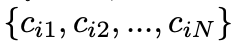 {c_{i1}, c_{i2}, ..., c_{iN}}